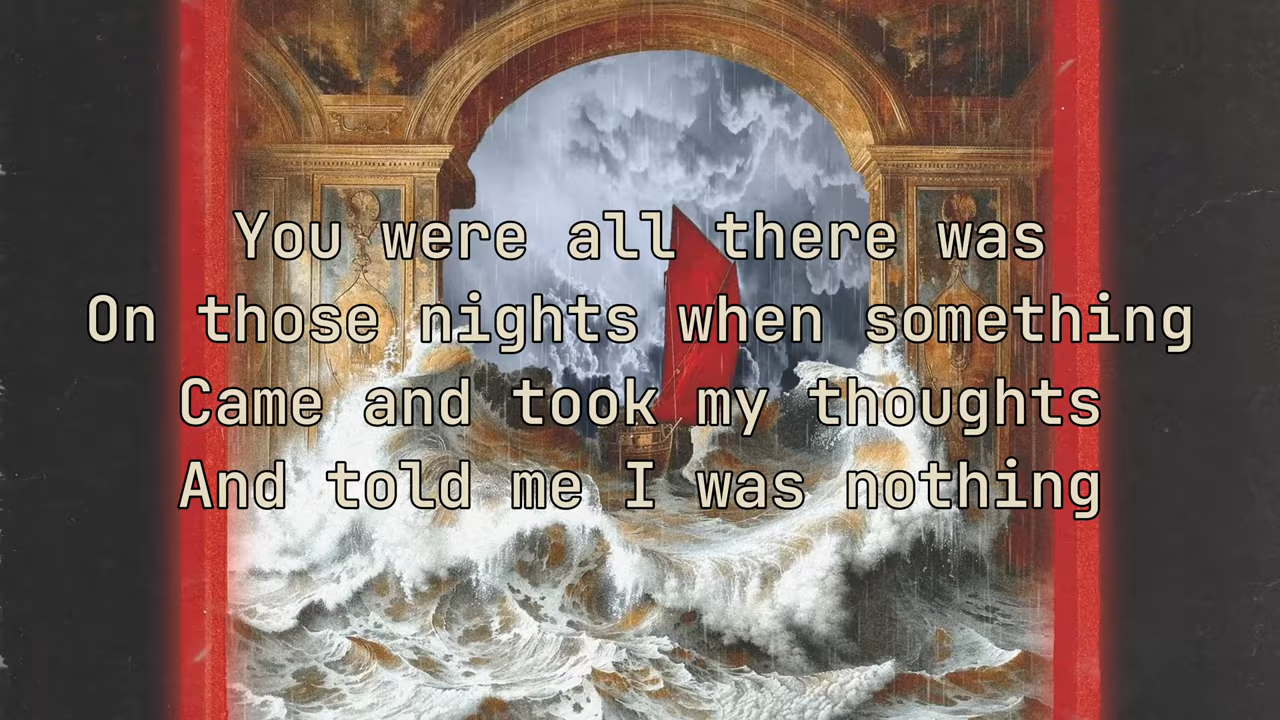 You were all there was
On those nights when something
Came and took my thoughts
And told me I was nothing